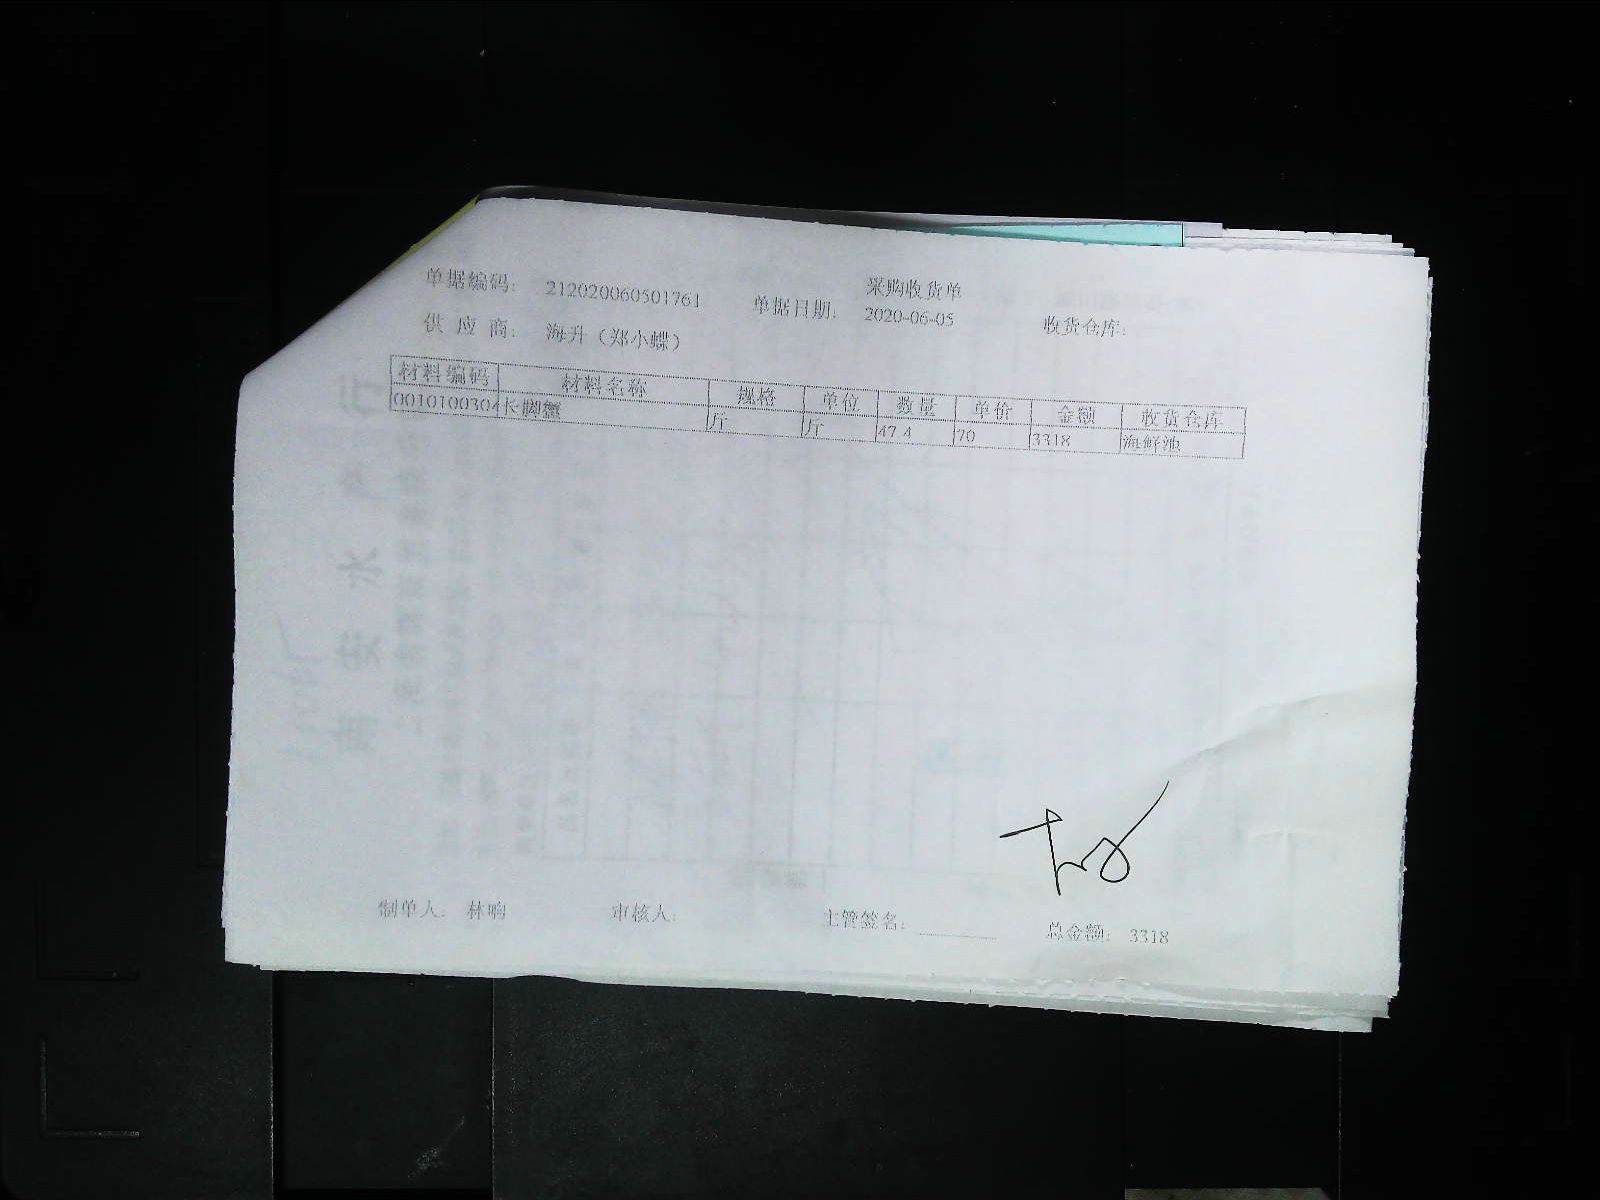 采购收货单
单据编码: 212020060501761 单据日期: 2020-06-05 收货仓库:
供应商: 海升（郑小蝶）
材料编码 材料名称 规格 单位 数量 单价 金额 收货仓库
0010100304 长脚蟹 斤 斤 47.4 70 3318 海鲜池
制单人: 林晌 审核人: 主管签名: 总金额: 3318